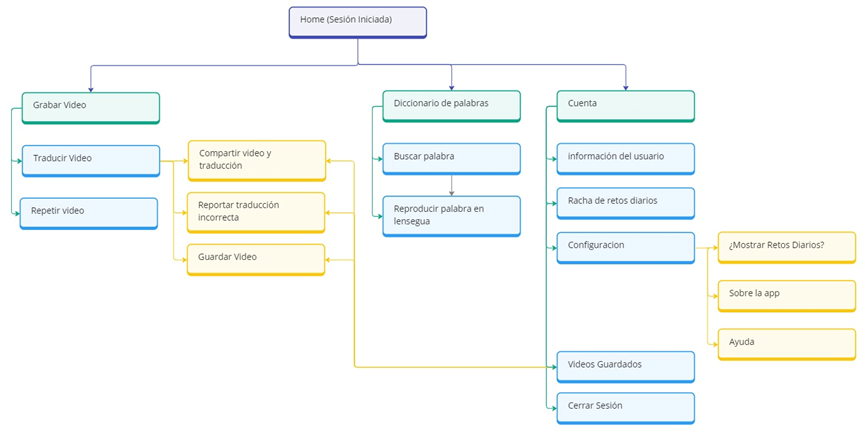 Home (Sesión Iniciada)
Grabar Video
Traducir Video
Repetir video
Compartir video y
traducción
Reportar traducción
incorrecta
Guardar Video
Diccionario de palabras
Buscar palabra
Reproducir palabra en
lensegua
Cuenta
información del usuario
Racha de retos diarios
Configuracion
¿Mostrar Retos Diarios?
Sobre la app
Ayuda
Videos Guardados
Cerrar Sesión